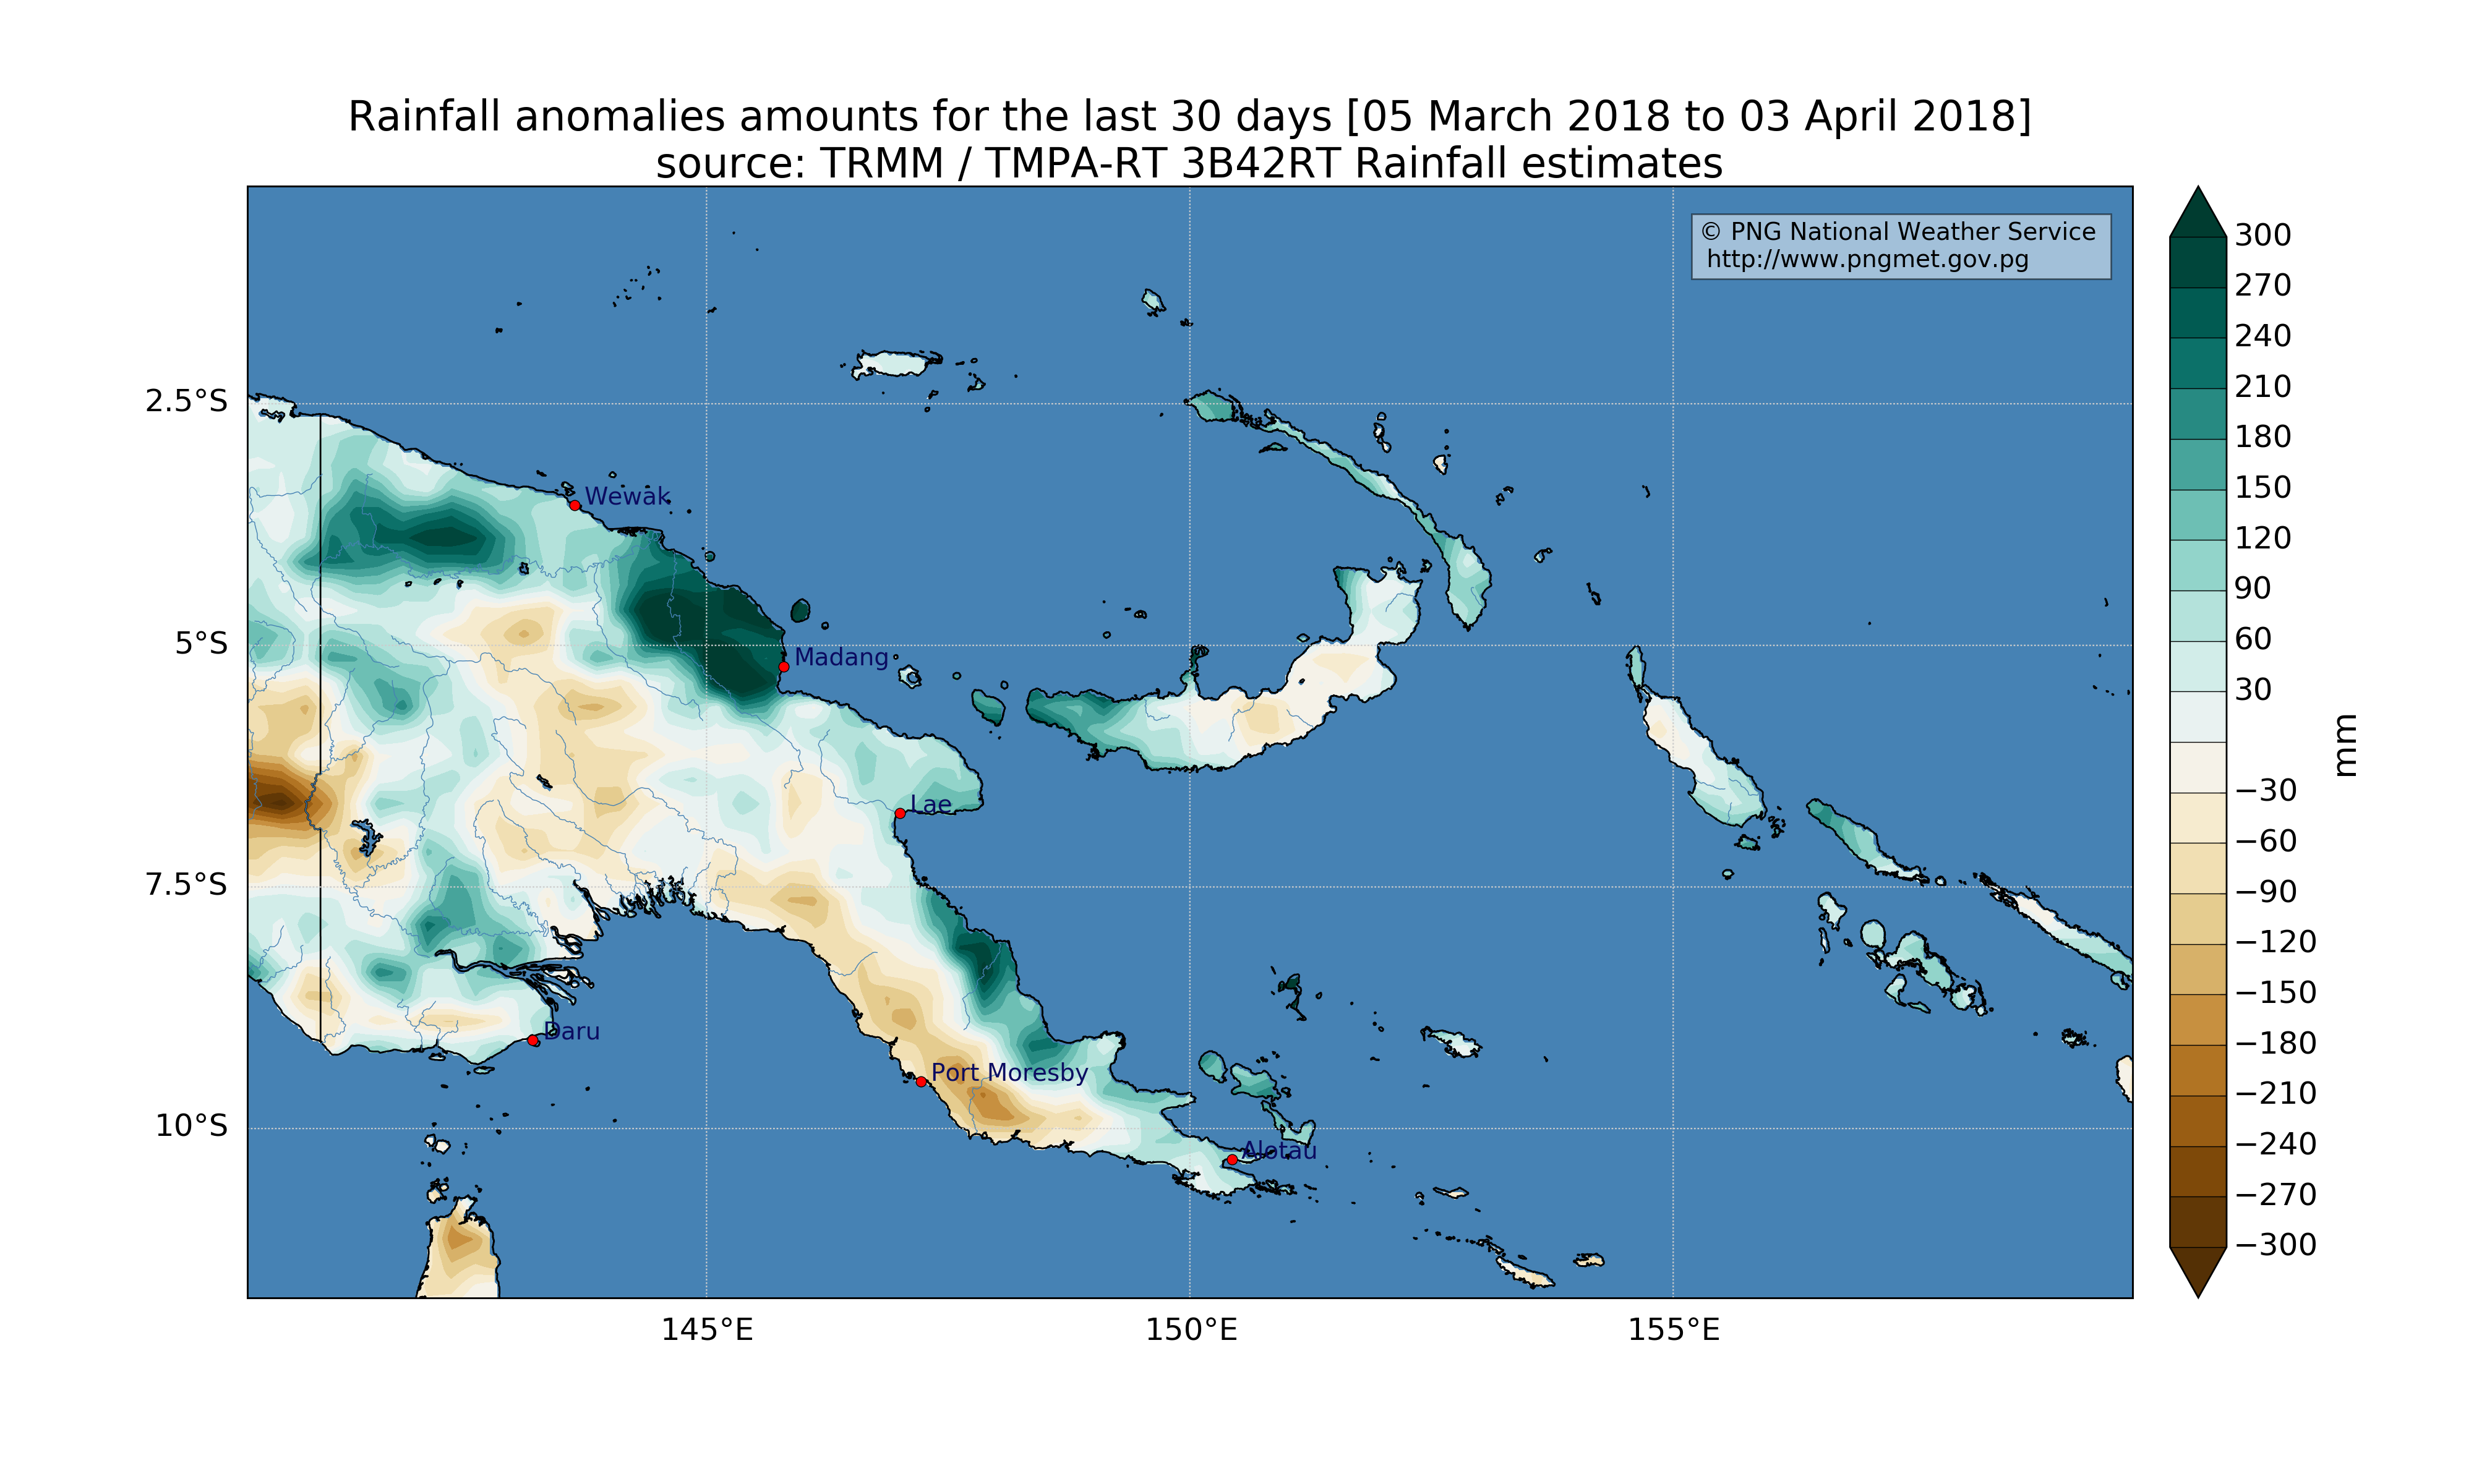 Rainfall anomalies amounts for the last 30 days [05 March 2018 to 03 April 2018]
source: TRMM / TMPA-RT 3B42RT Rainfall estimates
© PNG National Weather Service
http://www.pngmet.gov.pg
2.5°S
5°S
7.5°S
10°S
Wewak
Madang
Lae
Daru
Port Moresby
Alotau
145°E
150°E
155°E
300
270
240
210
180
150
120
90
60
30
−30
−60
−90
−120
−150
−180
−210
−240
−270
−300
mm